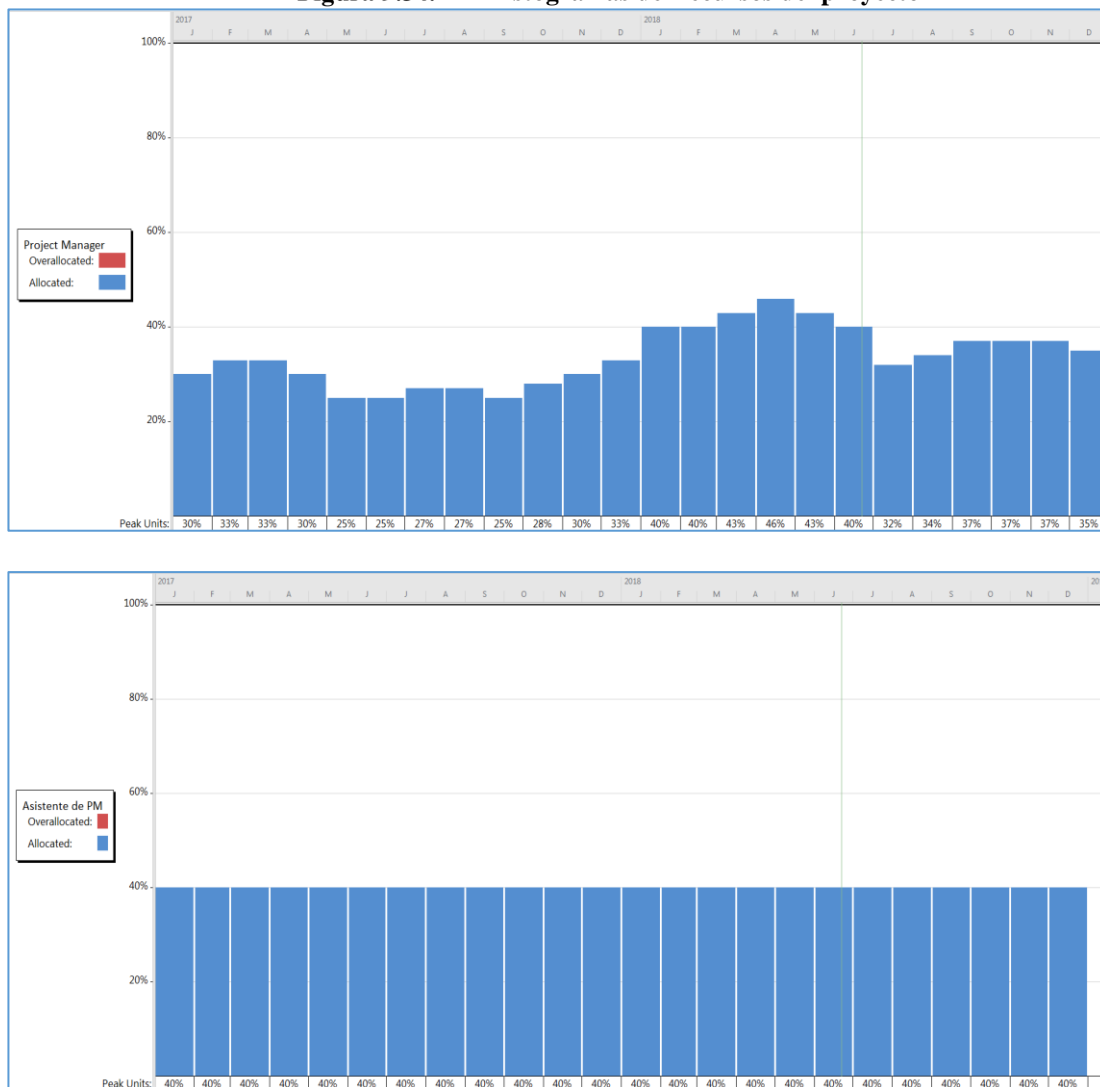 2017 2018
J F M A M J J A S O N D J F M A M J J A S O N D
100%
80%
60%
Project Manager
Overallocated:
Allocated:
40%
20%
Peak Units: 30% 33% 33% 30% 25% 25% 27% 27% 25% 28% 30% 33% 40% 40% 43% 46% 43% 40% 32% 34% 37% 37% 37% 35%
2017 2018
J F M A M J J A S O N D J F M A M J J A S O N D
100%
80%
60%
Asistente de PM
Overallocated:
Allocated:
40%
20%
Peak Units: 40% 40% 40% 40% 40% 40% 40% 40% 40% 40% 40% 40% 40% 40% 40% 40% 40% 40% 40% 40% 40% 40% 40% 40%